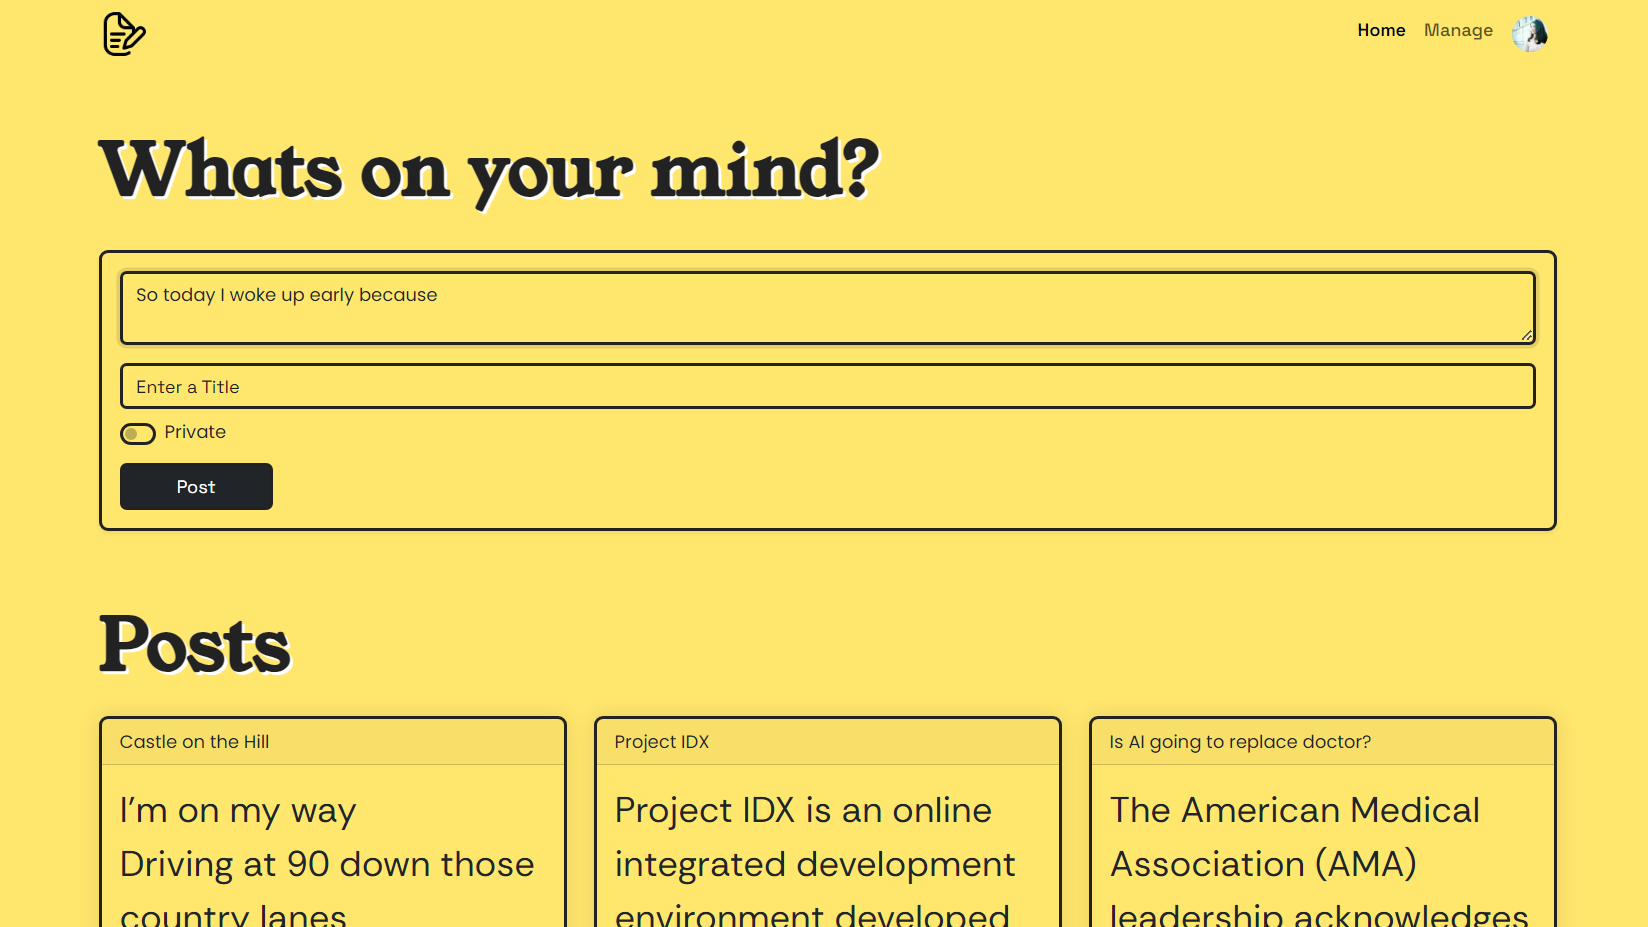 Home Manage
Whats on your mind?
So today I woke up early because
Enter a Title
Private
Post
Posts
Castle on the Hill
I’m on my way
Driving at 90 down those
country lanes
Project IDX
Project IDX is an online
integrated development
environment developed
Is AI going to replace doctor?
The American Medical
Association (AMA)
leadership acknowledges